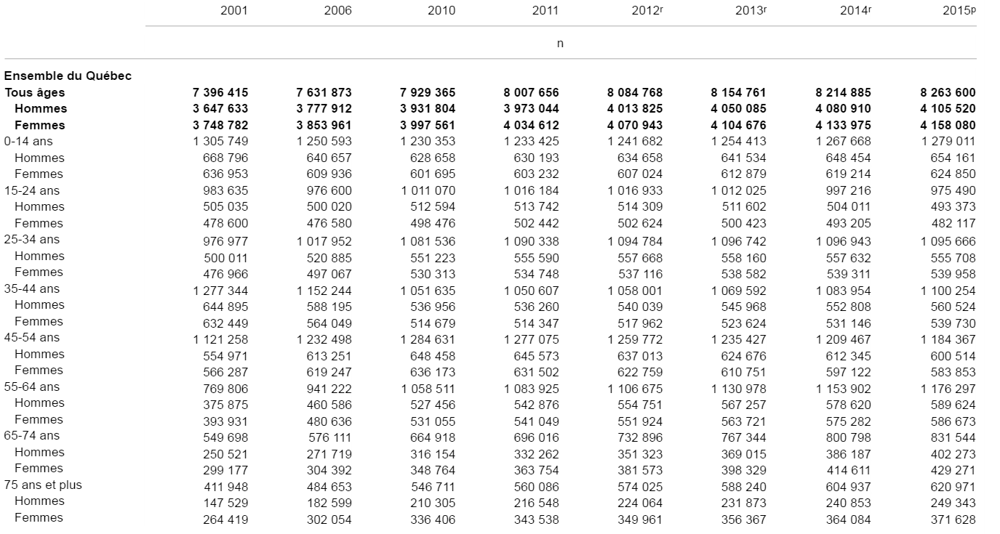 2001 2006 2010 2011 2012r 2013r 2014r 2015p
n
Ensemble du Québec
Tous âges 7 396 415 7 631 873 7 929 365 8 007 656 8 084 768 8 154 761 8 214 885 8 263 600
Hommes 3 647 633 3 777 912 3 931 804 3 973 044 4 013 825 4 050 085 4 080 910 4 105 520
Femmes 3 748 782 3 853 961 3 997 561 4 034 612 4 070 943 4 104 676 4 133 975 4 158 080
0-14 ans 1 305 749 1 250 593 1 230 353 1 233 425 1 241 682 1 254 413 1 267 668 1 279 011
Hommes 668 796 640 657 628 658 630 193 634 658 641 534 648 454 654 161
Femmes 636 953 609 936 601 695 603 232 607 024 612 879 619 214 624 850
15-24 ans 983 635 976 600 1 011 070 1 016 184 1 016 933 1 012 025 997 216 975 490
Hommes 505 035 500 020 512 594 513 742 514 309 511 602 504 011 493 373
Femmes 478 600 476 580 498 476 502 442 502 624 500 423 493 205 482 117
25-34 ans 976 977 1 017 952 1 081 536 1 090 338 1 094 784 1 096 742 1 096 943 1 095 666
Hommes 500 011 520 885 551 223 555 590 557 668 558 160 557 632 555 708
Femmes 476 966 497 067 530 313 534 748 537 116 538 582 539 311 539 958
35-44 ans 1 277 344 1 152 244 1 051 635 1 050 607 1 058 001 1 069 592 1 083 954 1 100 254
Hommes 644 895 588 195 536 956 536 260 540 039 545 968 552 808 560 524
Femmes 632 449 564 049 514 679 514 347 517 962 523 624 531 146 539 730
45-54 ans 1 121 258 1 232 498 1 284 631 1 277 075 1 259 772 1 235 427 1 209 467 1 184 367
Hommes 554 971 613 251 648 458 645 573 637 013 624 676 612 345 600 514
Femmes 566 287 619 247 636 173 631 502 622 759 610 751 597 122 583 853
55-64 ans 769 806 941 222 1 058 511 1 083 925 1 106 675 1 130 978 1 153 902 1 176 297
Hommes 375 875 460 586 527 456 542 876 554 751 567 257 578 620 589 624
Femmes 393 931 480 636 531 055 541 049 551 924 563 721 575 282 586 673
65-74 ans 549 698 576 111 664 918 696 016 732 896 767 344 800 798 831 544
Hommes 250 521 271 719 316 154 332 262 351 323 369 015 386 187 402 273
Femmes 299 177 304 392 348 764 363 754 381 573 398 329 414 611 429 271
75 ans et plus 411 948 484 653 546 711 560 086 574 025 588 240 604 937 620 971
Hommes 147 529 182 599 210 305 216 548 224 064 231 873 240 853 249 343
Femmes 264 419 302 054 336 406 343 538 349 961 356 367 364 084 371 628